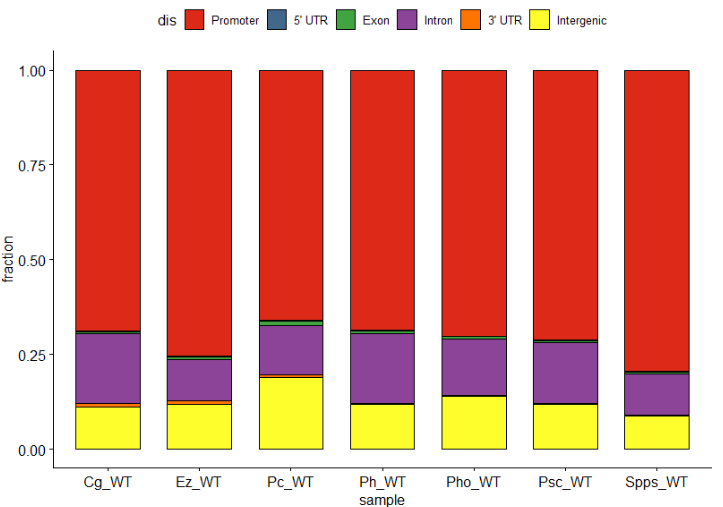 dis Promoter 5' UTR Exon Intron 3' UTR Intergenic
1.00
0.75
0.50
0.25
0.00
fraction
Cg_WT Ez_WT Pc_WT Ph_WT Pho_WT Psc_WT Spps_WT
sample